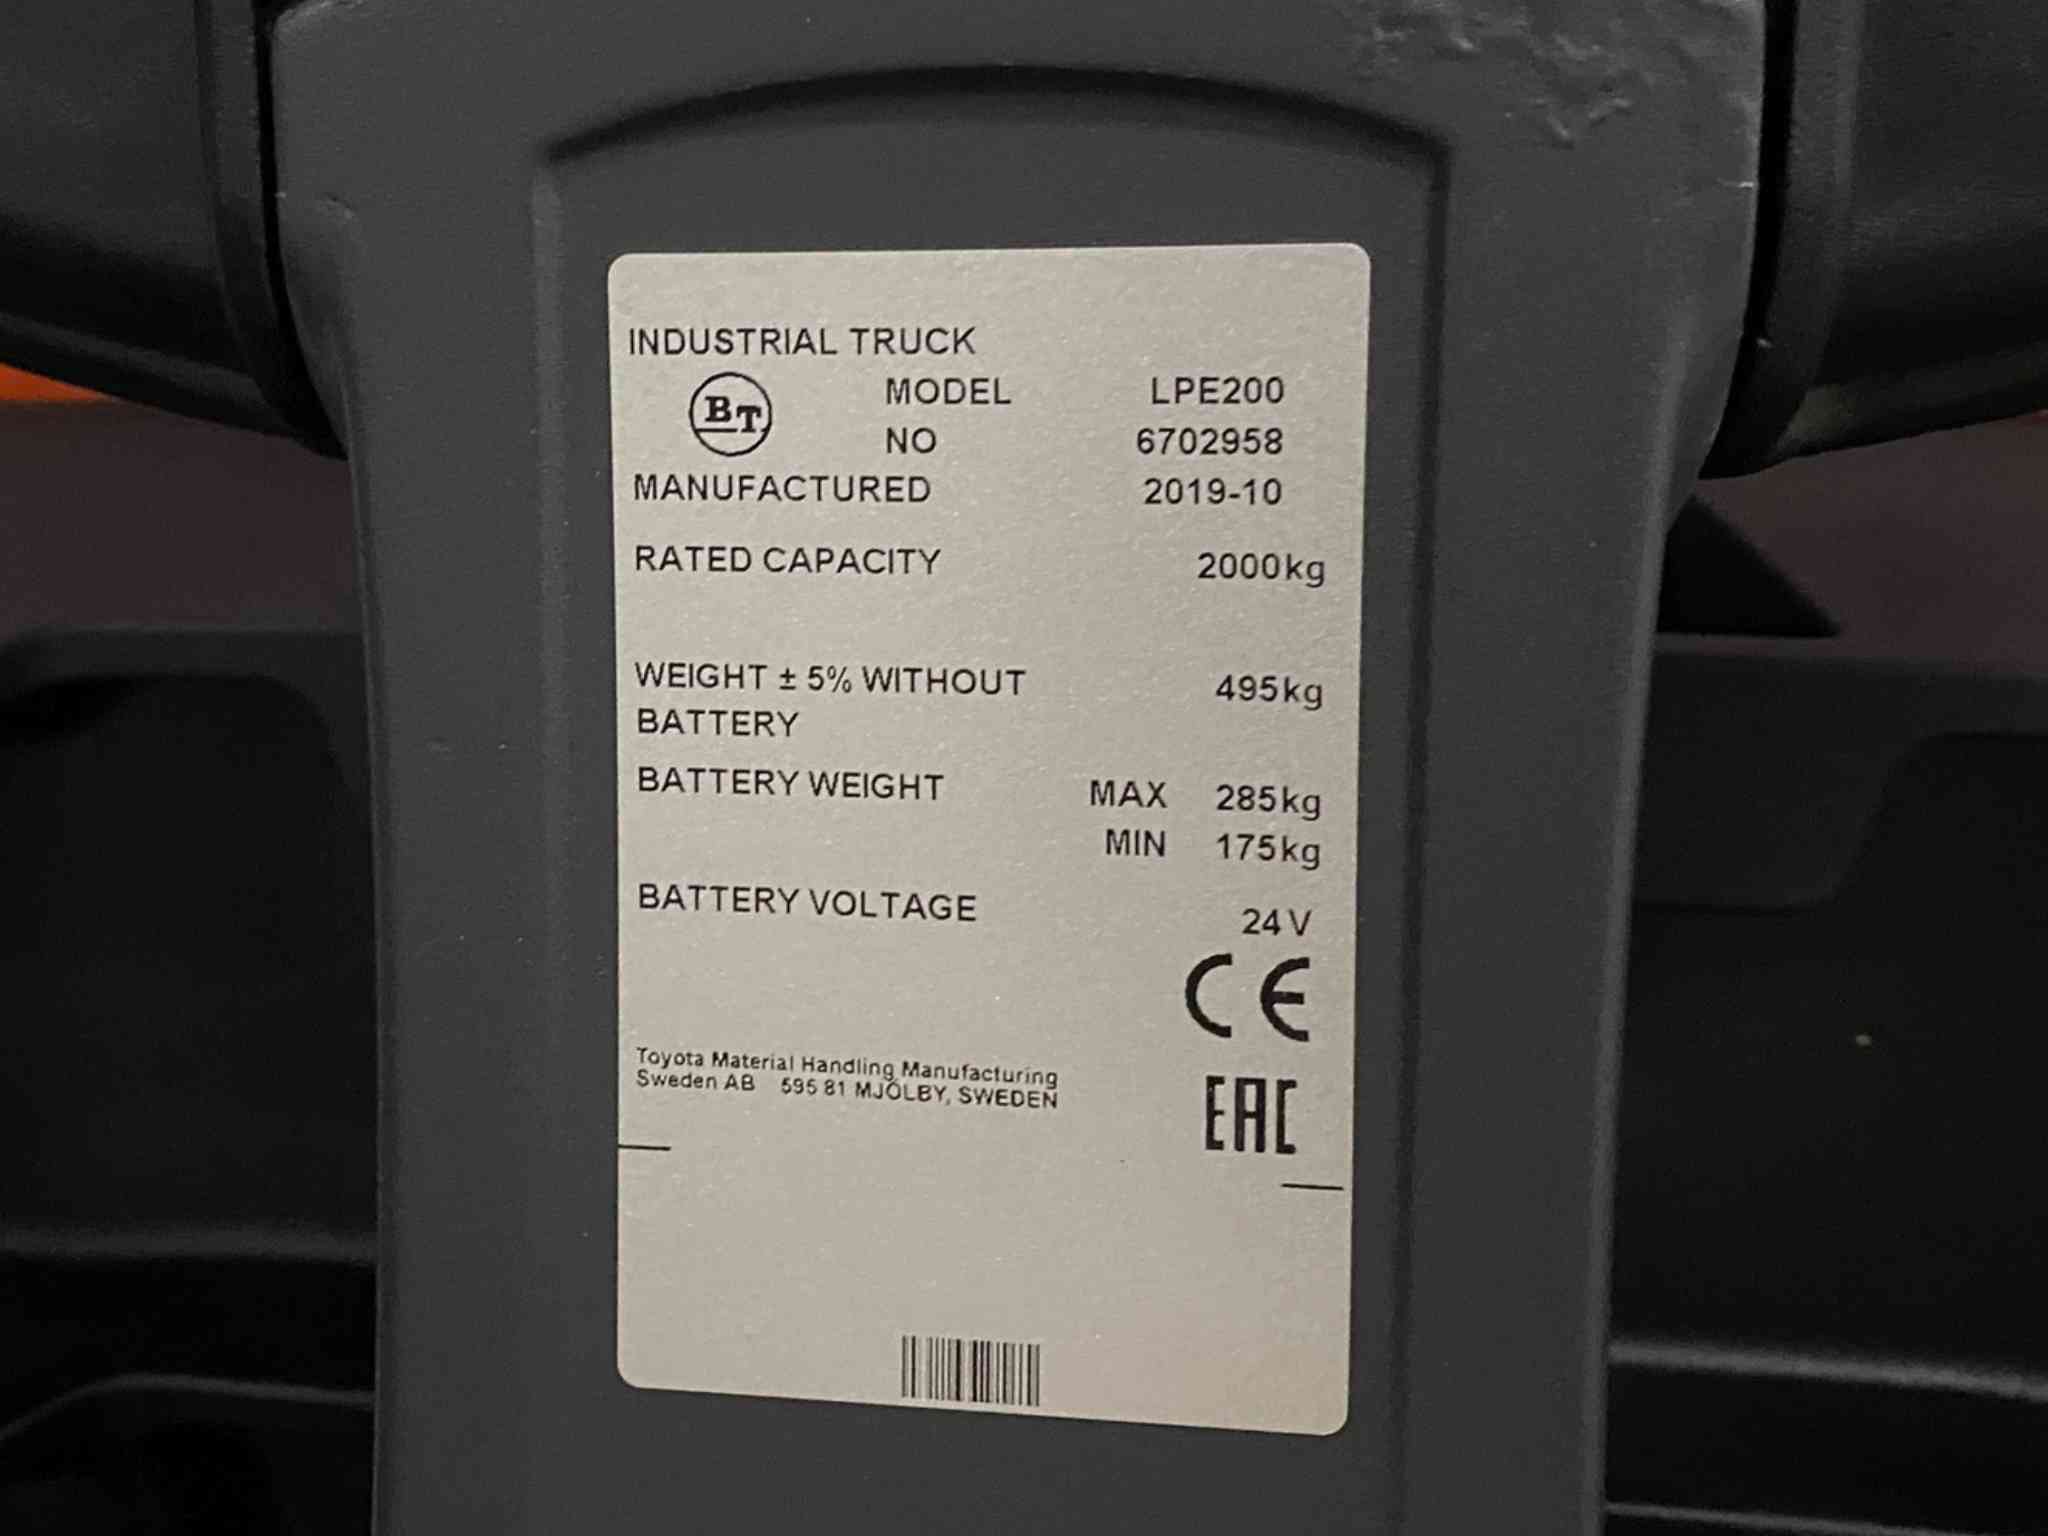 INDUSTRIAL TRUCK
BT MODEL LPE200
NO 6702958
MANUFACTURED 2019-10
RATED CAPACITY 2000kg
WEIGHT ± 5% WITHOUT 495kg
BATTERY
BATTERY WEIGHT MAX 285kg
MIN 175kg
BATTERY VOLTAGE 24V
CE
Toyota Material Handling Manufacturing
Sweden AB 595 81 MJÖLBY, SWEDEN
EAC